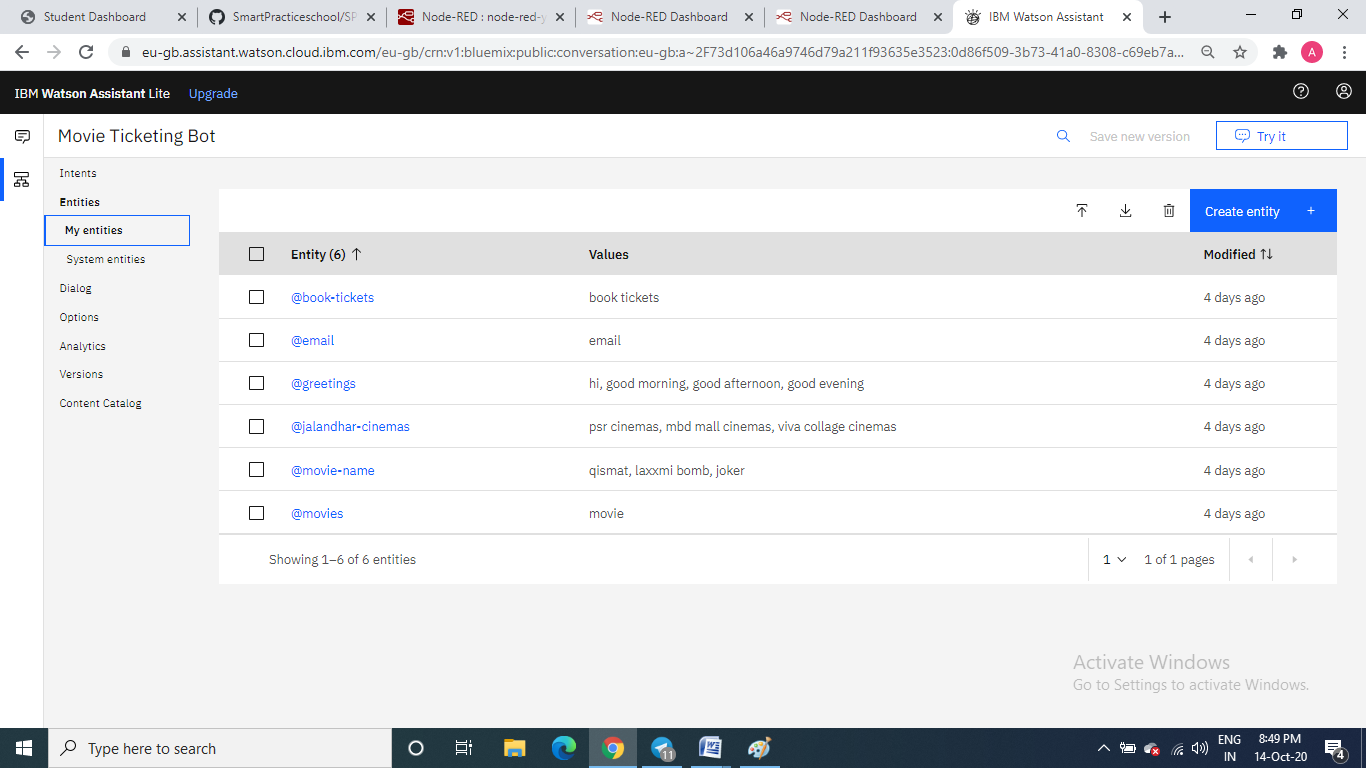 Student Dashboard
SmartPracticeschool/SP
Node-RED : node-red-y
Node-RED Dashboard
Node-RED Dashboard
IBM Watson Assistant
eu-gb.assistant.watson.cloud.ibm.com/eu-gb/crn:v1:bluemix:public:conversation:eu-gb:a~2F73d106a46a9746d79a211f93635e3523:0d86f509-3b73-41a0-8308-c69eb7a...
A
IBM Watson Assistant Lite
Upgrade
Movie Ticketing Bot
Save new version
Try it
Intents
Entities
My entities
System entities
Dialog
Options
Analytics
Versions
Content Catalog
Create entity +
Entity (6) Values Modified
@book-tickets book tickets 4 days ago
@email email 4 days ago
@greetings hi, good morning, good afternoon, good evening 4 days ago
@jalandhar-cinemas psr cinemas, mbd mall cinemas, viva collage cinemas 4 days ago
@movie-name qismat, laxxmi bomb, joker 4 days ago
@movies movie 4 days ago
Showing 1–6 of 6 entities
1 1 of 1 pages
Activate Windows
Go to Settings to activate Windows.
Type here to search
11
ENG
IN
8:49 PM
14-Oct-20
4